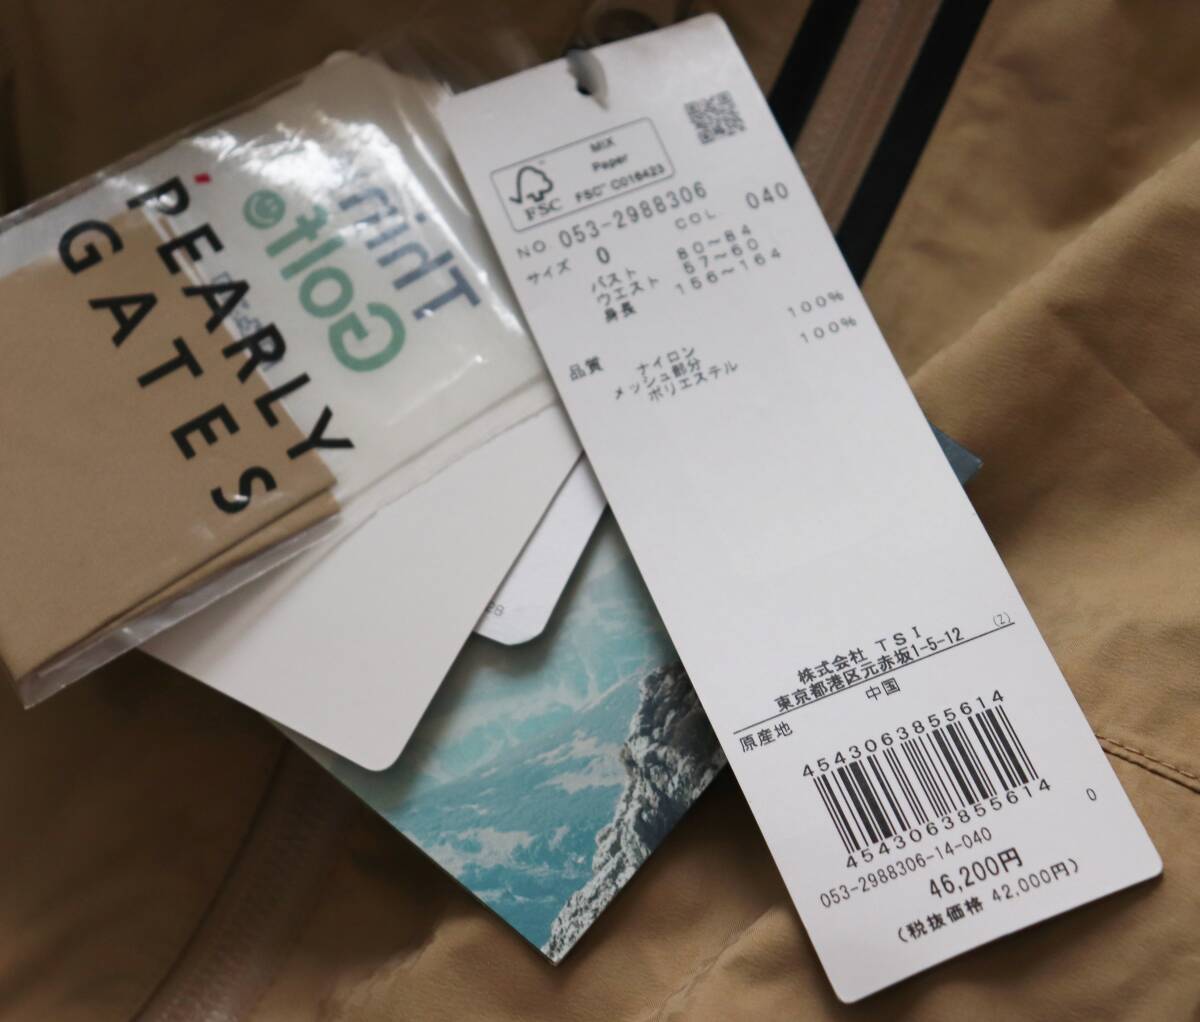 PEARLY
GATES
Think
Golf
MIX
Paper
FSC™ C016423
FSC
NO 053-2988306 COL 040
サイズ 0
バスト 80～84
ウエスト 57～60
身長 156～164
品質 ナイロン 100%
メッシュ部分
ポリエステル 100%
株式会社 TSI
東京都港区元赤坂1-5-12 (Z)
原産地 中国
4543063855614
4543063855614
053-2988306-14-040 0
46,200円
(税抜価格 42,000円)